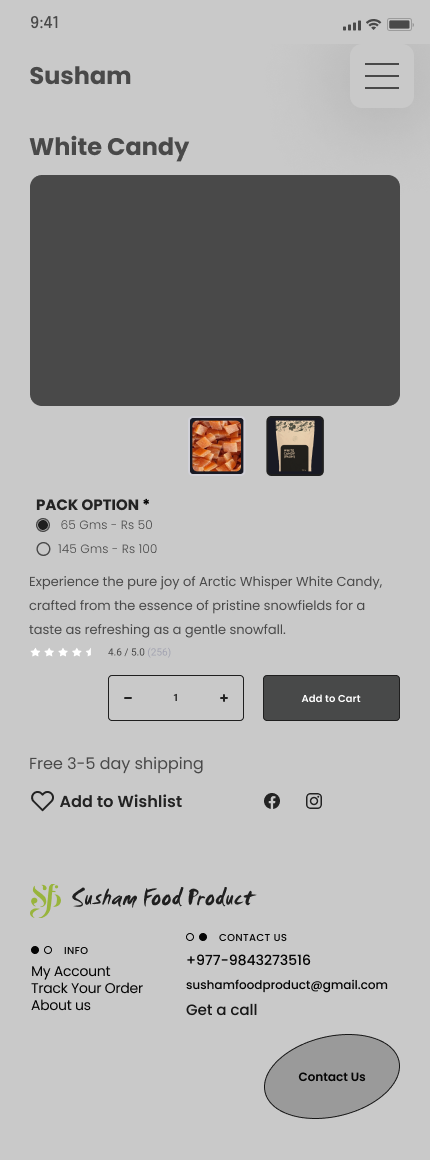 9:41
Susham
White Candy
PACK OPTION *
65 Gms - Rs 50
145 Gms - Rs 100
Experience the pure joy of Arctic Whisper White Candy,
crafted from the essence of pristine snowfields for a
taste as refreshing as a gentle snowfall.
4.6 / 5.0 (256)
- 1 +
Add to Cart
Free 3-5 day shipping
Add to Wishlist
Susham Food Product
INFO
My Account
Track Your Order
About us
CONTACT US
+977-9843273516
sushamfoodproduct@gmail.com
Get a call
Contact Us